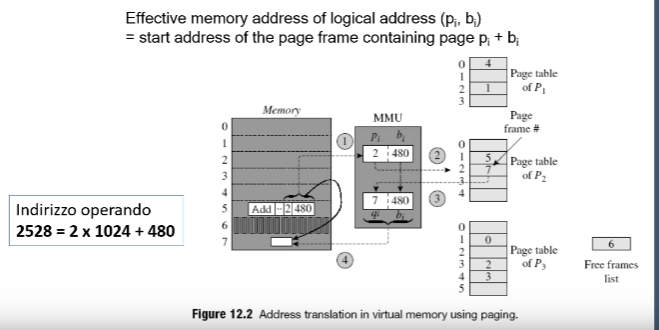 Effective memory address of logical address (pi, bi)
= start address of the page frame containing page pi + bi
0 4
1
2 1
3
Page table
of P1
Memory
MMU
Page
frame #
0
1
2
3
4
5
6
7
1
pi bi
2 480
2
0
1 5
2 7
3
4
Page table
of P2
Indirizzo operando
2528 = 2 x 1024 + 480
Add -- 2 480
7 480
qi bi
3
4
0
1 0
2
3 2
4 3
5
Page table
of P3
6
Free frames
list
Figure 12.2 Address translation in virtual memory using paging.